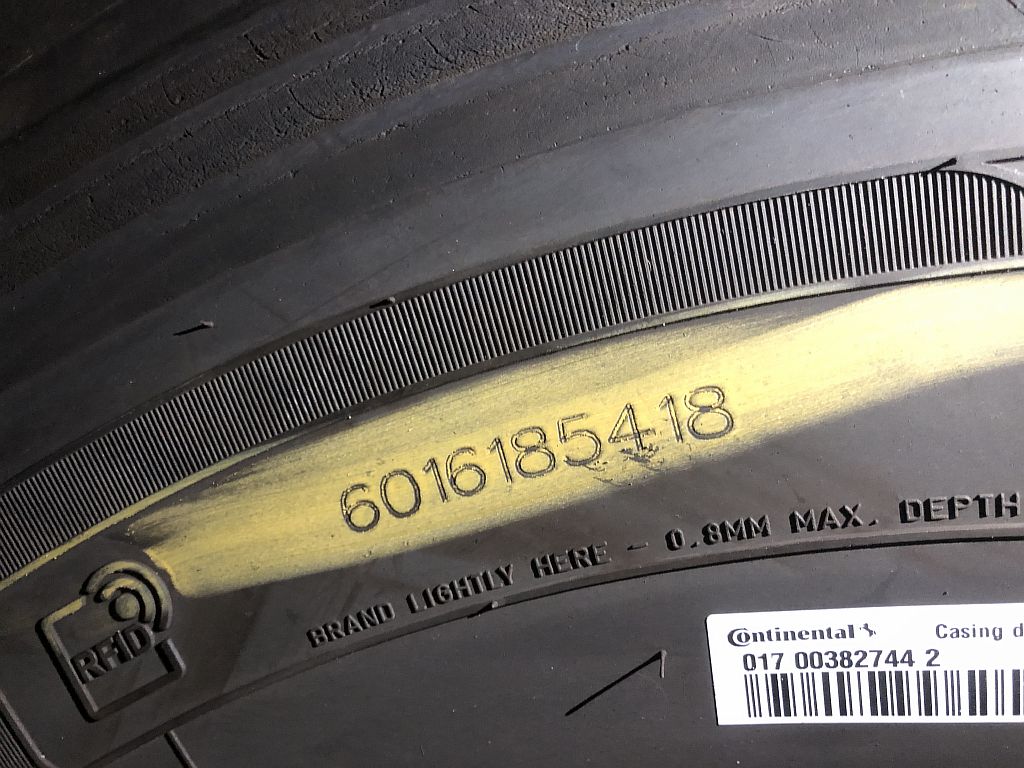 6016185418
BRAND LIGHTLY HERE - 0.8MM MAX. DEPTH
RFID
Continental
Casing d
017 00382744 2